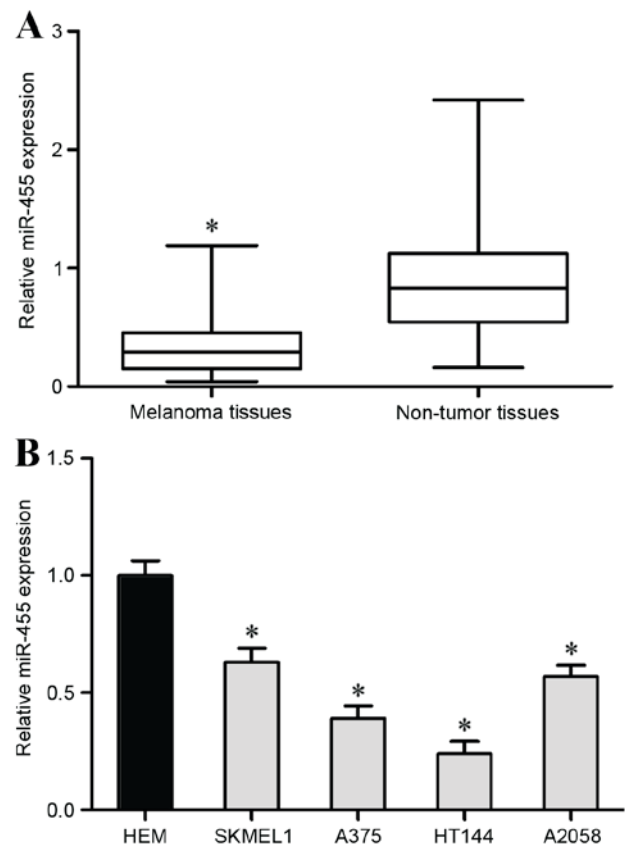 A
Relative miR-455 expression
3
2
1
0
*
Melanoma tissues
Non-tumor tissues
B
Relative miR-455 expression
1.5
1.0
0.5
0.0
*
*
*
*
HEM
SKMEL1
A375
HT144
A2058